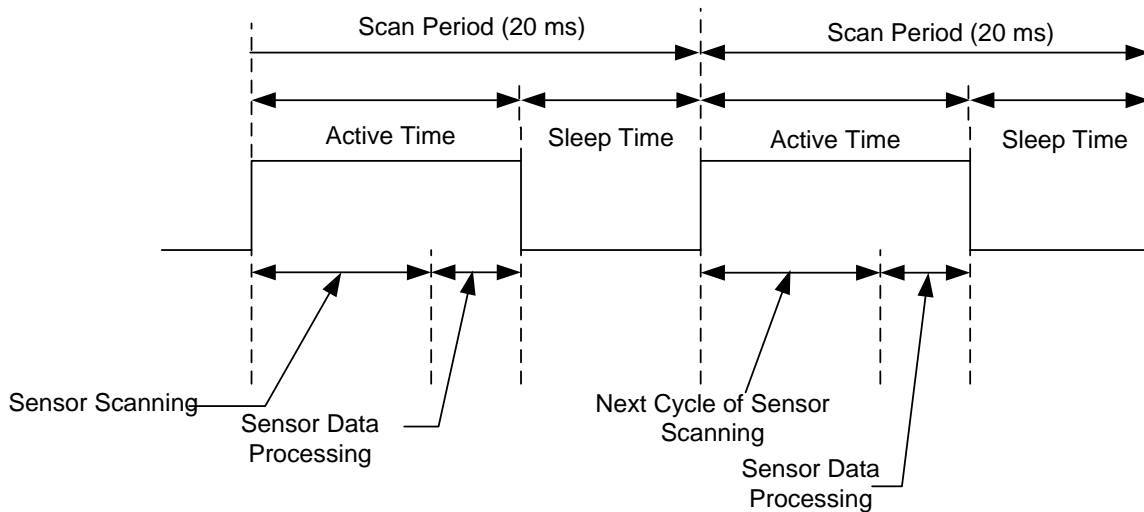 Scan Period (20 ms)
Scan Period (20 ms)
Active Time
Sleep Time
Active Time
Sleep Time
Sensor Scanning
Sensor Data
Processing
Next Cycle of Sensor
Scanning
Sensor Data
Processing